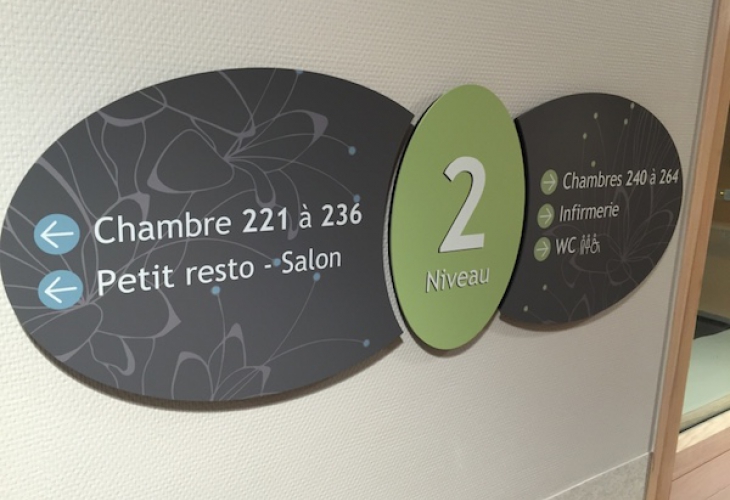 Chambre 221 à 236
Petit resto - Salon
2
Niveau
Chambres 240 à 264
Infirmerie
WC